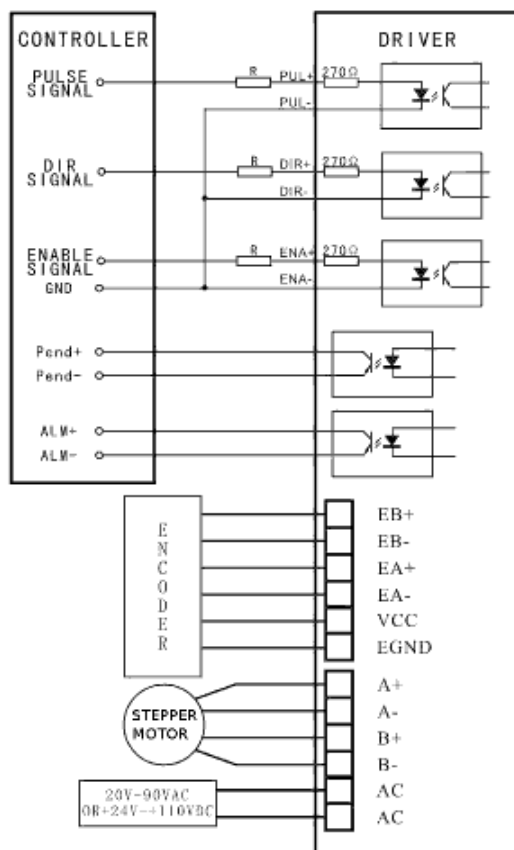 CONTROLLER
DRIVER
PULSE
SIGNAL
R
PUL+
270Ω
PUL-
DIR
SIGNAL
R
DIR+
270Ω
DIR-
ENABLE
SIGNAL
R
ENA+
270Ω
GND
ENA-
Pend+
Pend-
ALM+
ALM-
ENCODER
EB+
EB-
EA+
EA-
VCC
EGND
STEPPER
MOTOR
A+
A-
B+
B-
20V-90VAC
OR+24V-+110VDC
AC
AC